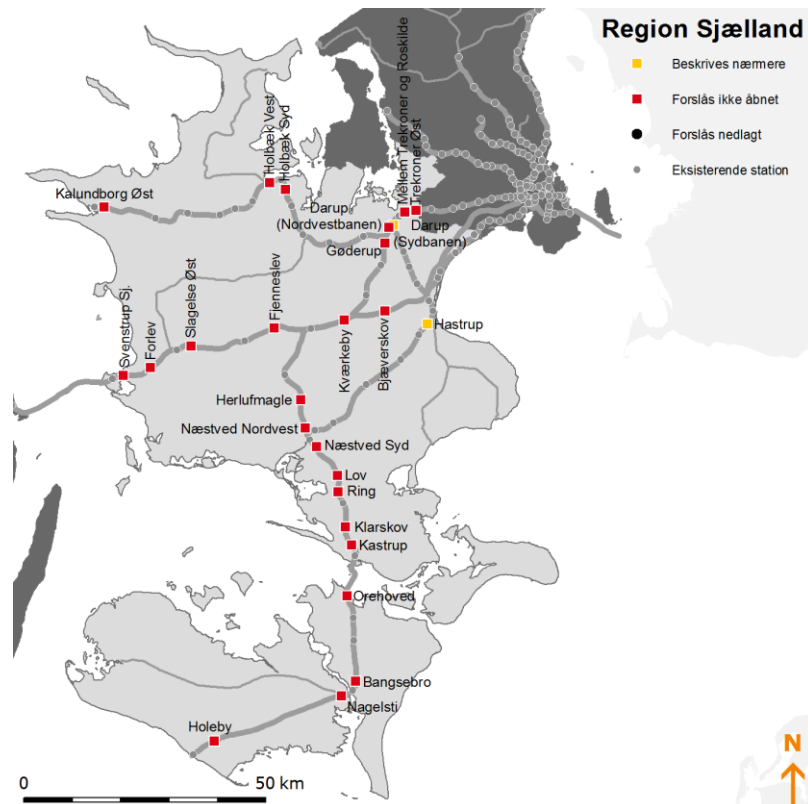 Region Sjælland
Beskrives nærmere
Forslås ikke åbnet
Forslås nedlagt
Eksisterende station
Mellem Trekroner og Roskilde
Trekroner Øst
Holbæk Vest
Holbæk Syd
Kalundborg Øst
Darup
(Nordvestbanen)
Darup
(Sydbanen)
Gøderup
Svenstrup Sj.
Forlev
Slagelse Øst
Fjenneslev
Kværkeby
Bjæverskov
Hastrup
Herlufmagle
Næstved Nordvest
Næstved Syd
Lov
Ring
Klarskov
Kastrup
Orehoved
Bangsebro
Nagelsti
Holeby
0
50 km
N